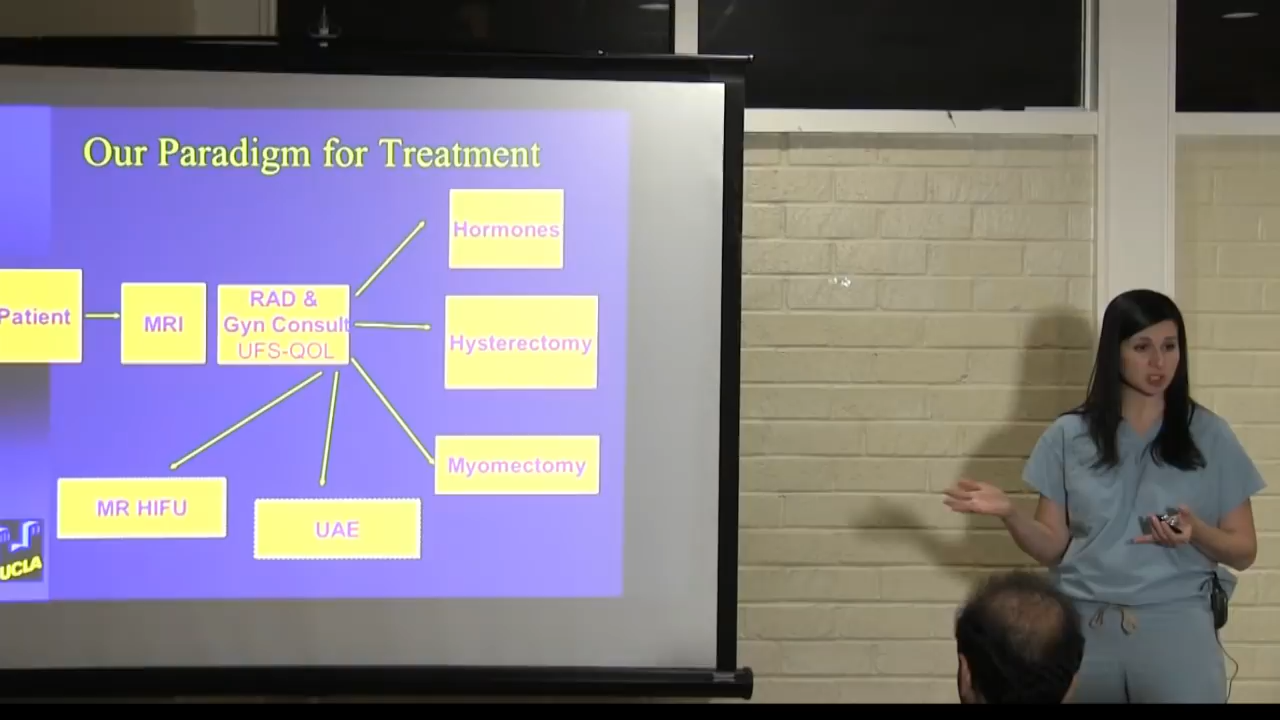 Our Paradigm for Treatment
Hormones
Patient
MRI
RAD &
Gyn Consult
UFS-QOL
Hysterectomy
Myomectomy
MR HIFU
UAE
UCLA